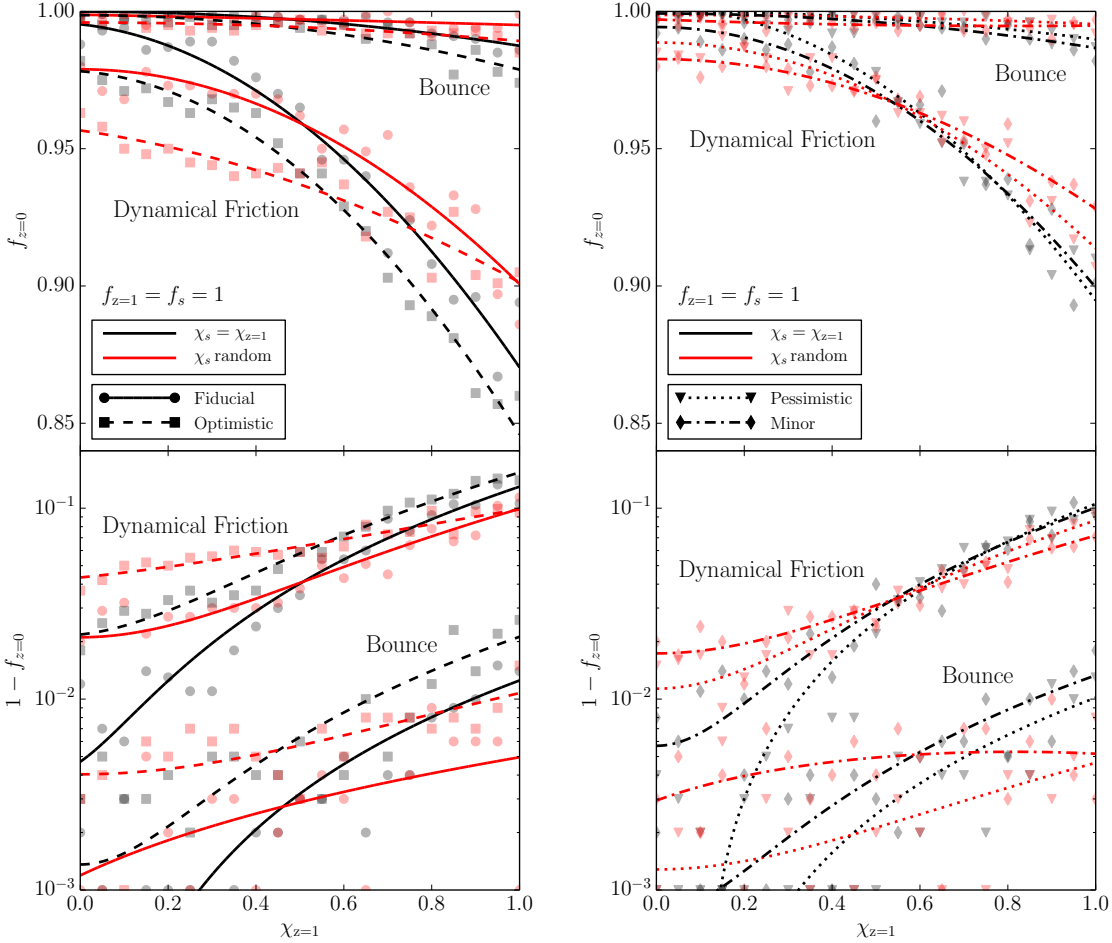 1.00
0.95
0.90
0.85
f_{z=0}
Bounce
Dynamical Friction
f_{z=1} = f_s = 1
χ_s = χ_{z=1}
χ_s random
Fiducial
Optimistic
1.00
0.95
0.90
0.85
f_{z=0}
Bounce
Dynamical Friction
f_{z=1} = f_s = 1
χ_s = χ_{z=1}
χ_s random
Pessimistic
Minor
10^{-1}
10^{-2}
10^{-3}
1 − f_{z=0}
Dynamical Friction
Bounce
0.0 0.2 0.4 0.6 0.8 1.0
χ_{z=1}
10^{-1}
10^{-2}
10^{-3}
1 − f_{z=0}
Dynamical Friction
Bounce
0.0 0.2 0.4 0.6 0.8 1.0
χ_{z=1}